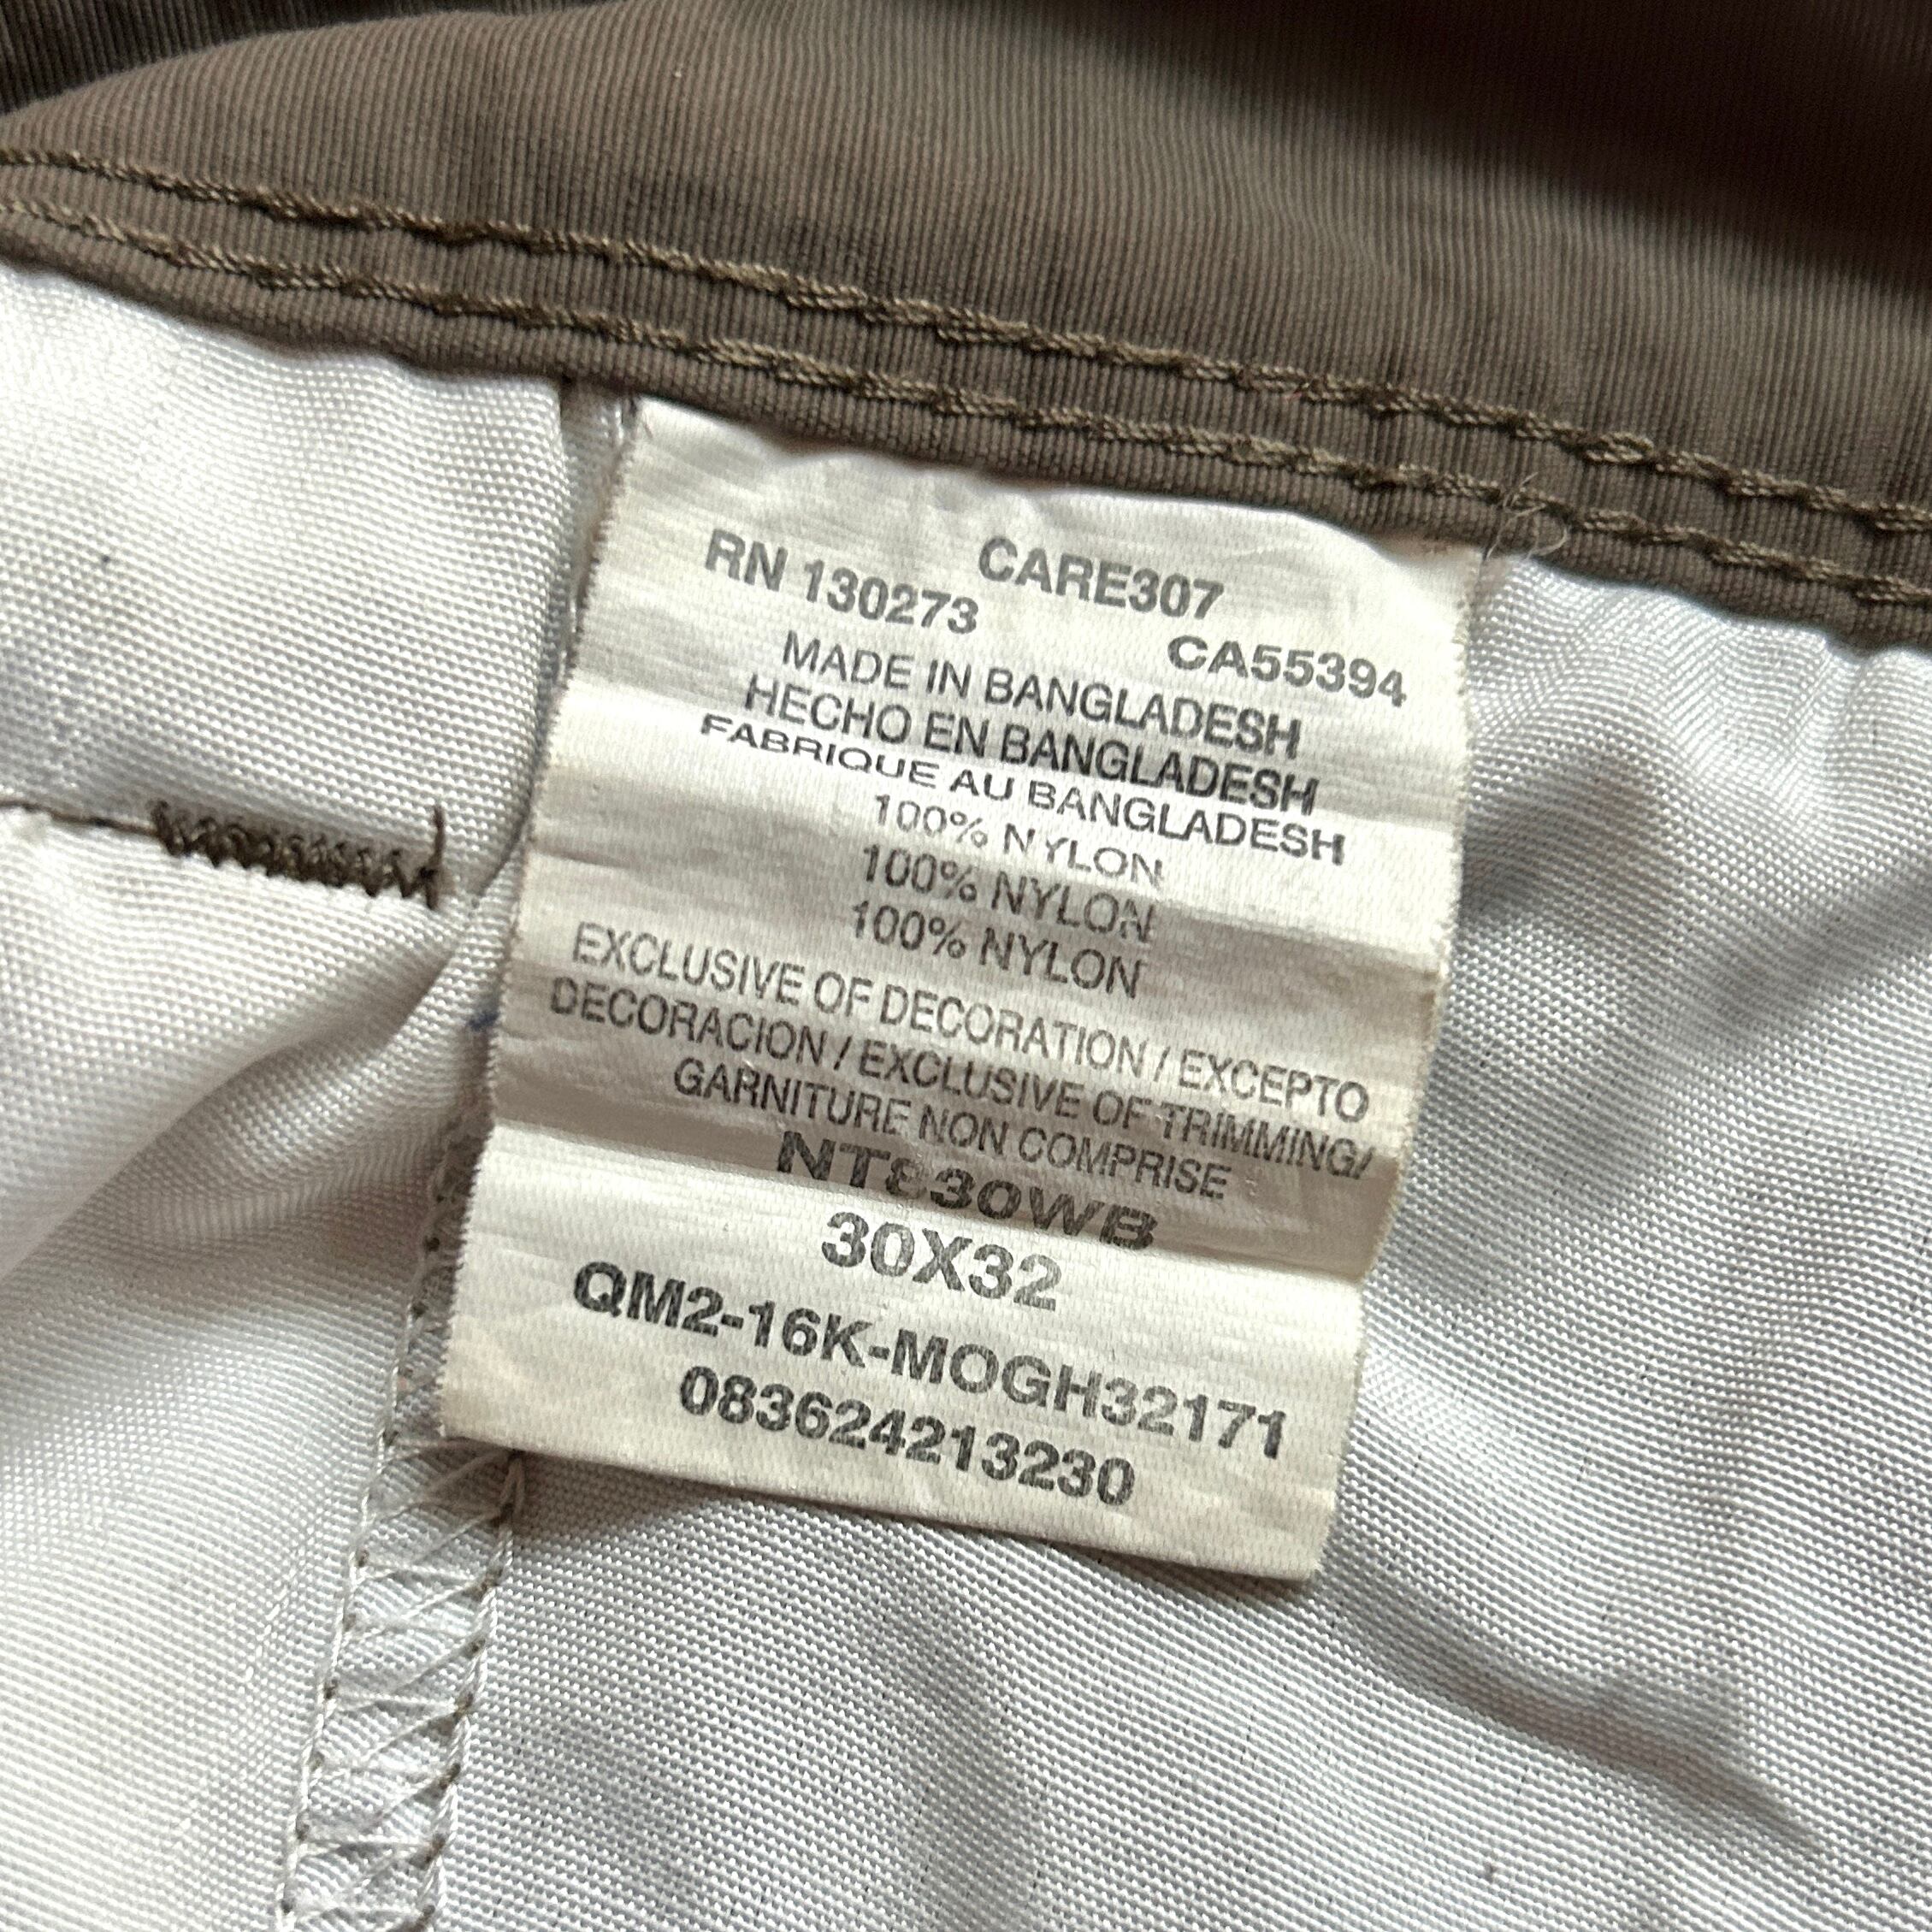 CARE307
RN 130273 CA55394
MADE IN BANGLADESH
HECHO EN BANGLADESH
FABRIQUE AU BANGLADESH
100% NYLON
100% NYLON
100% NYLON
EXCLUSIVE OF DECORATION / EXCEPTO
DECORACION / EXCLUSIVE OF TRIMMING/
GARNITURE NON COMPRISE
NT830WB
30X32
QM2-16K-MOGH32171
083624213230